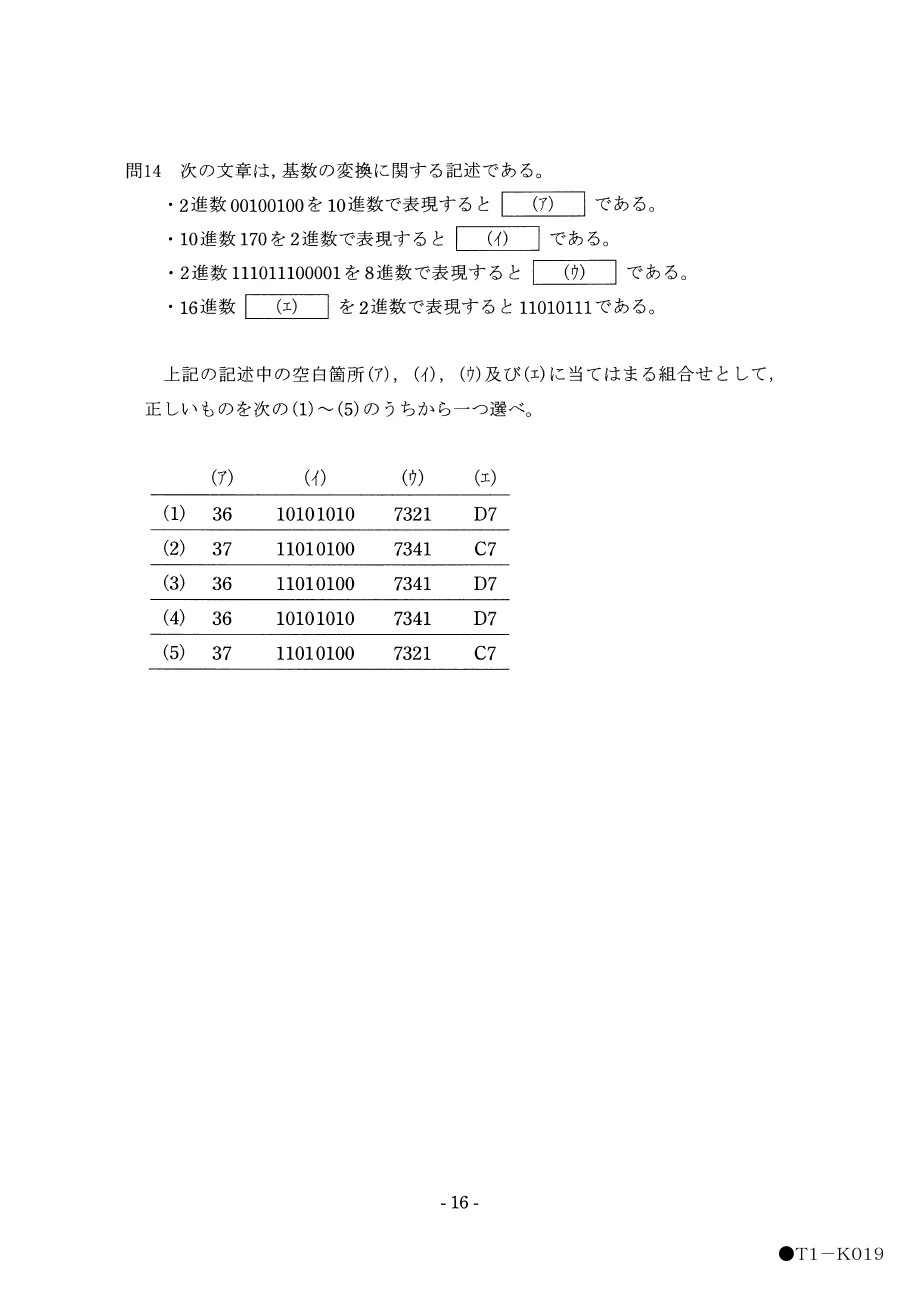 問14 次の文章は,基数の変換に関する記述である。
・2進数00100100を10進数で表現すると (ア) である。
・10進数170を2進数で表現すると (イ) である。
・2進数111011100001を8進数で表現すると (ウ) である。
・16進数 (エ) を2進数で表現すると11010111である。
上記の記述中の空白箇所(ア),(イ),(ウ)及び(エ)に当てはまる組合せとして,
正しいものを次の(1)~(5)のうちから一つ選べ。
(ア) (イ) (ウ) (エ)
(1) 36 10101010 7321 D7
(2) 37 11010100 7341 C7
(3) 36 11010100 7341 D7
(4) 36 10101010 7341 D7
(5) 37 11010100 7321 C7
- 16 -
●T1-K019